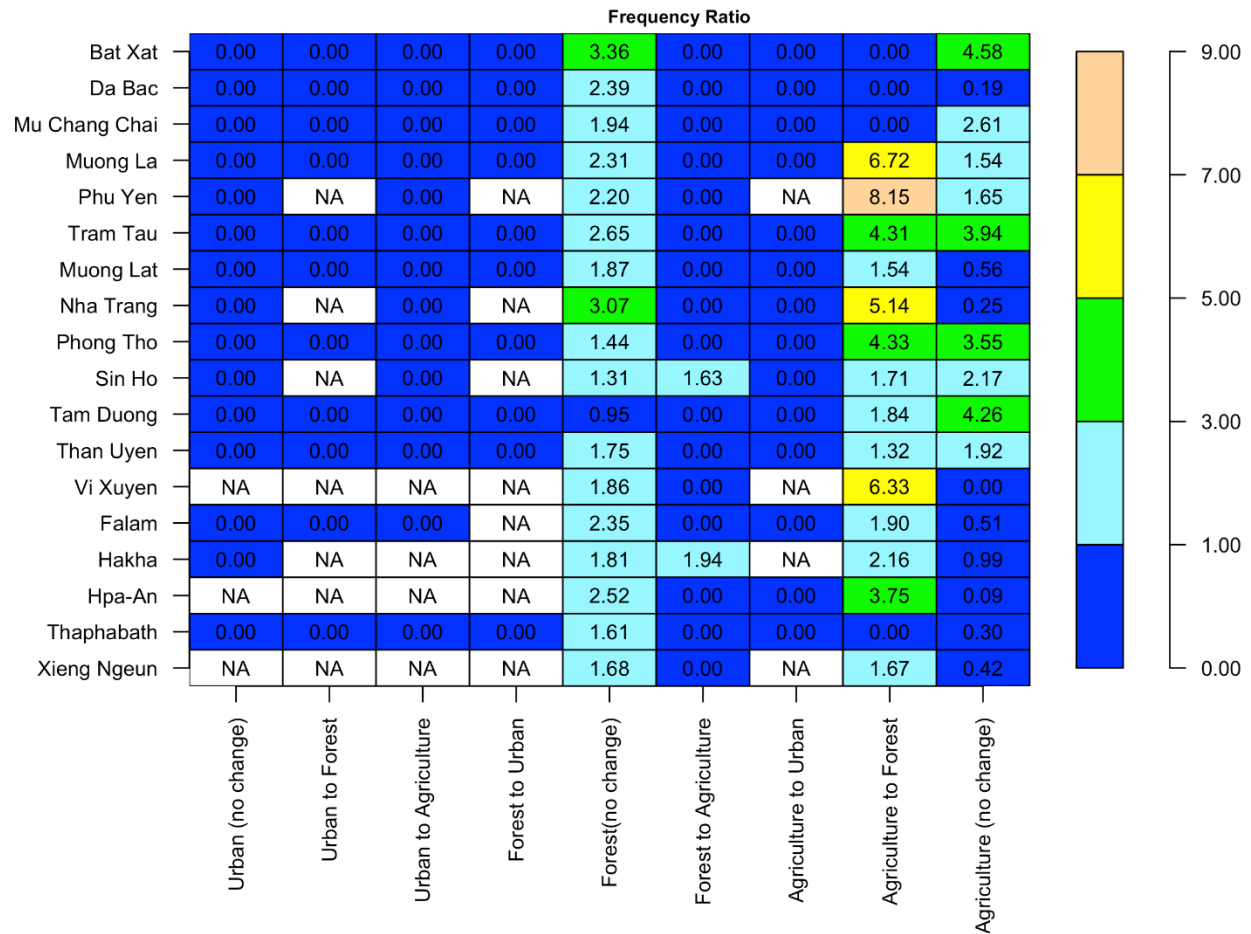 Frequency Ratio
Bat Xat 0.00 0.00 0.00 0.00 3.36 0.00 0.00 0.00 4.58
Da Bac 0.00 0.00 0.00 0.00 2.39 0.00 0.00 0.00 0.19
Mu Chang Chai 0.00 0.00 0.00 0.00 1.94 0.00 0.00 0.00 2.61
Muong La 0.00 0.00 0.00 0.00 2.31 0.00 0.00 6.72 1.54
Phu Yen 0.00 NA 0.00 NA 2.20 0.00 NA 8.15 1.65
Tram Tau 0.00 0.00 0.00 0.00 2.65 0.00 0.00 4.31 3.94
Muong Lat 0.00 0.00 0.00 0.00 1.87 0.00 0.00 1.54 0.56
Nha Trang 0.00 NA 0.00 NA 3.07 0.00 0.00 5.14 0.25
Phong Tho 0.00 0.00 0.00 0.00 1.44 0.00 0.00 4.33 3.55
Sin Ho 0.00 NA 0.00 NA 1.31 1.63 0.00 1.71 2.17
Tam Duong 0.00 0.00 0.00 0.00 0.95 0.00 0.00 1.84 4.26
Than Uyen 0.00 0.00 0.00 0.00 1.75 0.00 0.00 1.32 1.92
Vi Xuyen NA NA NA NA 1.86 0.00 NA 6.33 0.00
Falam 0.00 0.00 0.00 NA 2.35 0.00 0.00 1.90 0.51
Hakha 0.00 NA NA NA 1.81 1.94 NA 2.16 0.99
Hpa-An NA NA NA NA 2.52 0.00 0.00 3.75 0.09
Thaphabath 0.00 0.00 0.00 0.00 1.61 0.00 0.00 0.00 0.30
Xieng Ngeun NA NA NA NA 1.68 0.00 NA 1.67 0.42
Urban (no change)
Urban to Forest
Urban to Agriculture
Forest to Urban
Forest(no change)
Forest to Agriculture
Agriculture to Urban
Agriculture to Forest
Agriculture (no change)
9.00
7.00
5.00
3.00
1.00
0.00